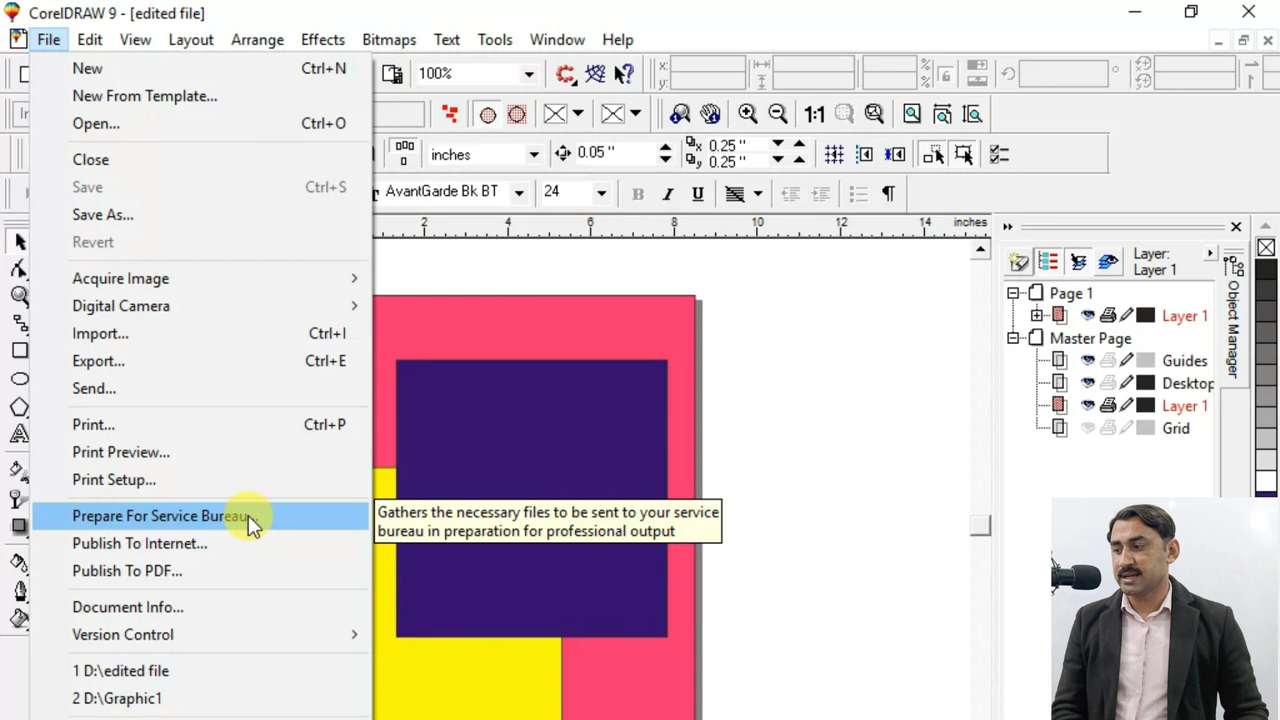 CorelDRAW 9 - [edited file]
File Edit View Layout Arrange Effects Bitmaps Text Tools Window Help
New Ctrl+N
New From Template...
Open... Ctrl+O
Close
Save Ctrl+S
Save As...
Revert
Acquire Image
Digital Camera
Import... Ctrl+I
Export... Ctrl+E
Send...
Print... Ctrl+P
Print Preview...
Print Setup...
Prepare For Service Bureau...
Publish To Internet...
Publish To PDF...
Document Info...
Version Control
1 D:\edited file
2 D:\Graphic1
100%
x:
y:
%
%
1:1
inches 0.05 " 0.25 "
0.25 "
AvantGarde Bk BT 24 B I U
2 4 6 8 10 12 14 inches
Gathers the necessary files to be sent to your service
bureau in preparation for professional output
Layer:
Layer 1
Page 1
Layer 1
Master Page
Guides
Desktop
Layer 1
Grid
Object Manager